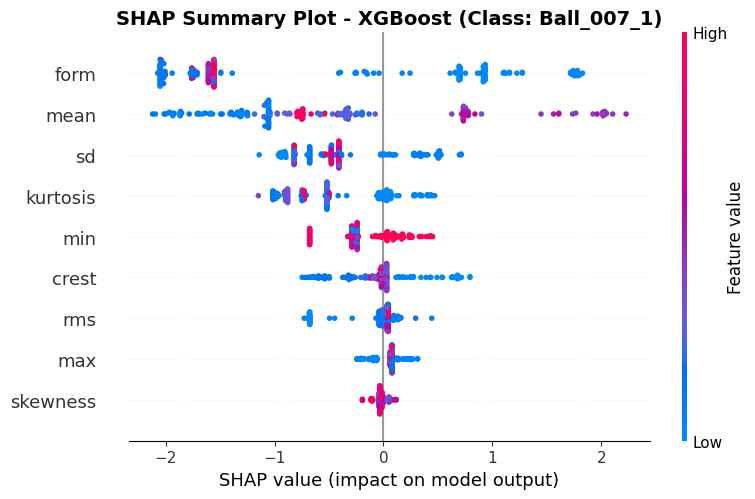 SHAP Summary Plot - XGBoost (Class: Ball_007_1)
High
form
mean
sd
kurtosis
min
crest
rms
max
skewness
Feature value
Low
−2
−1
0
1
2
SHAP value (impact on model output)